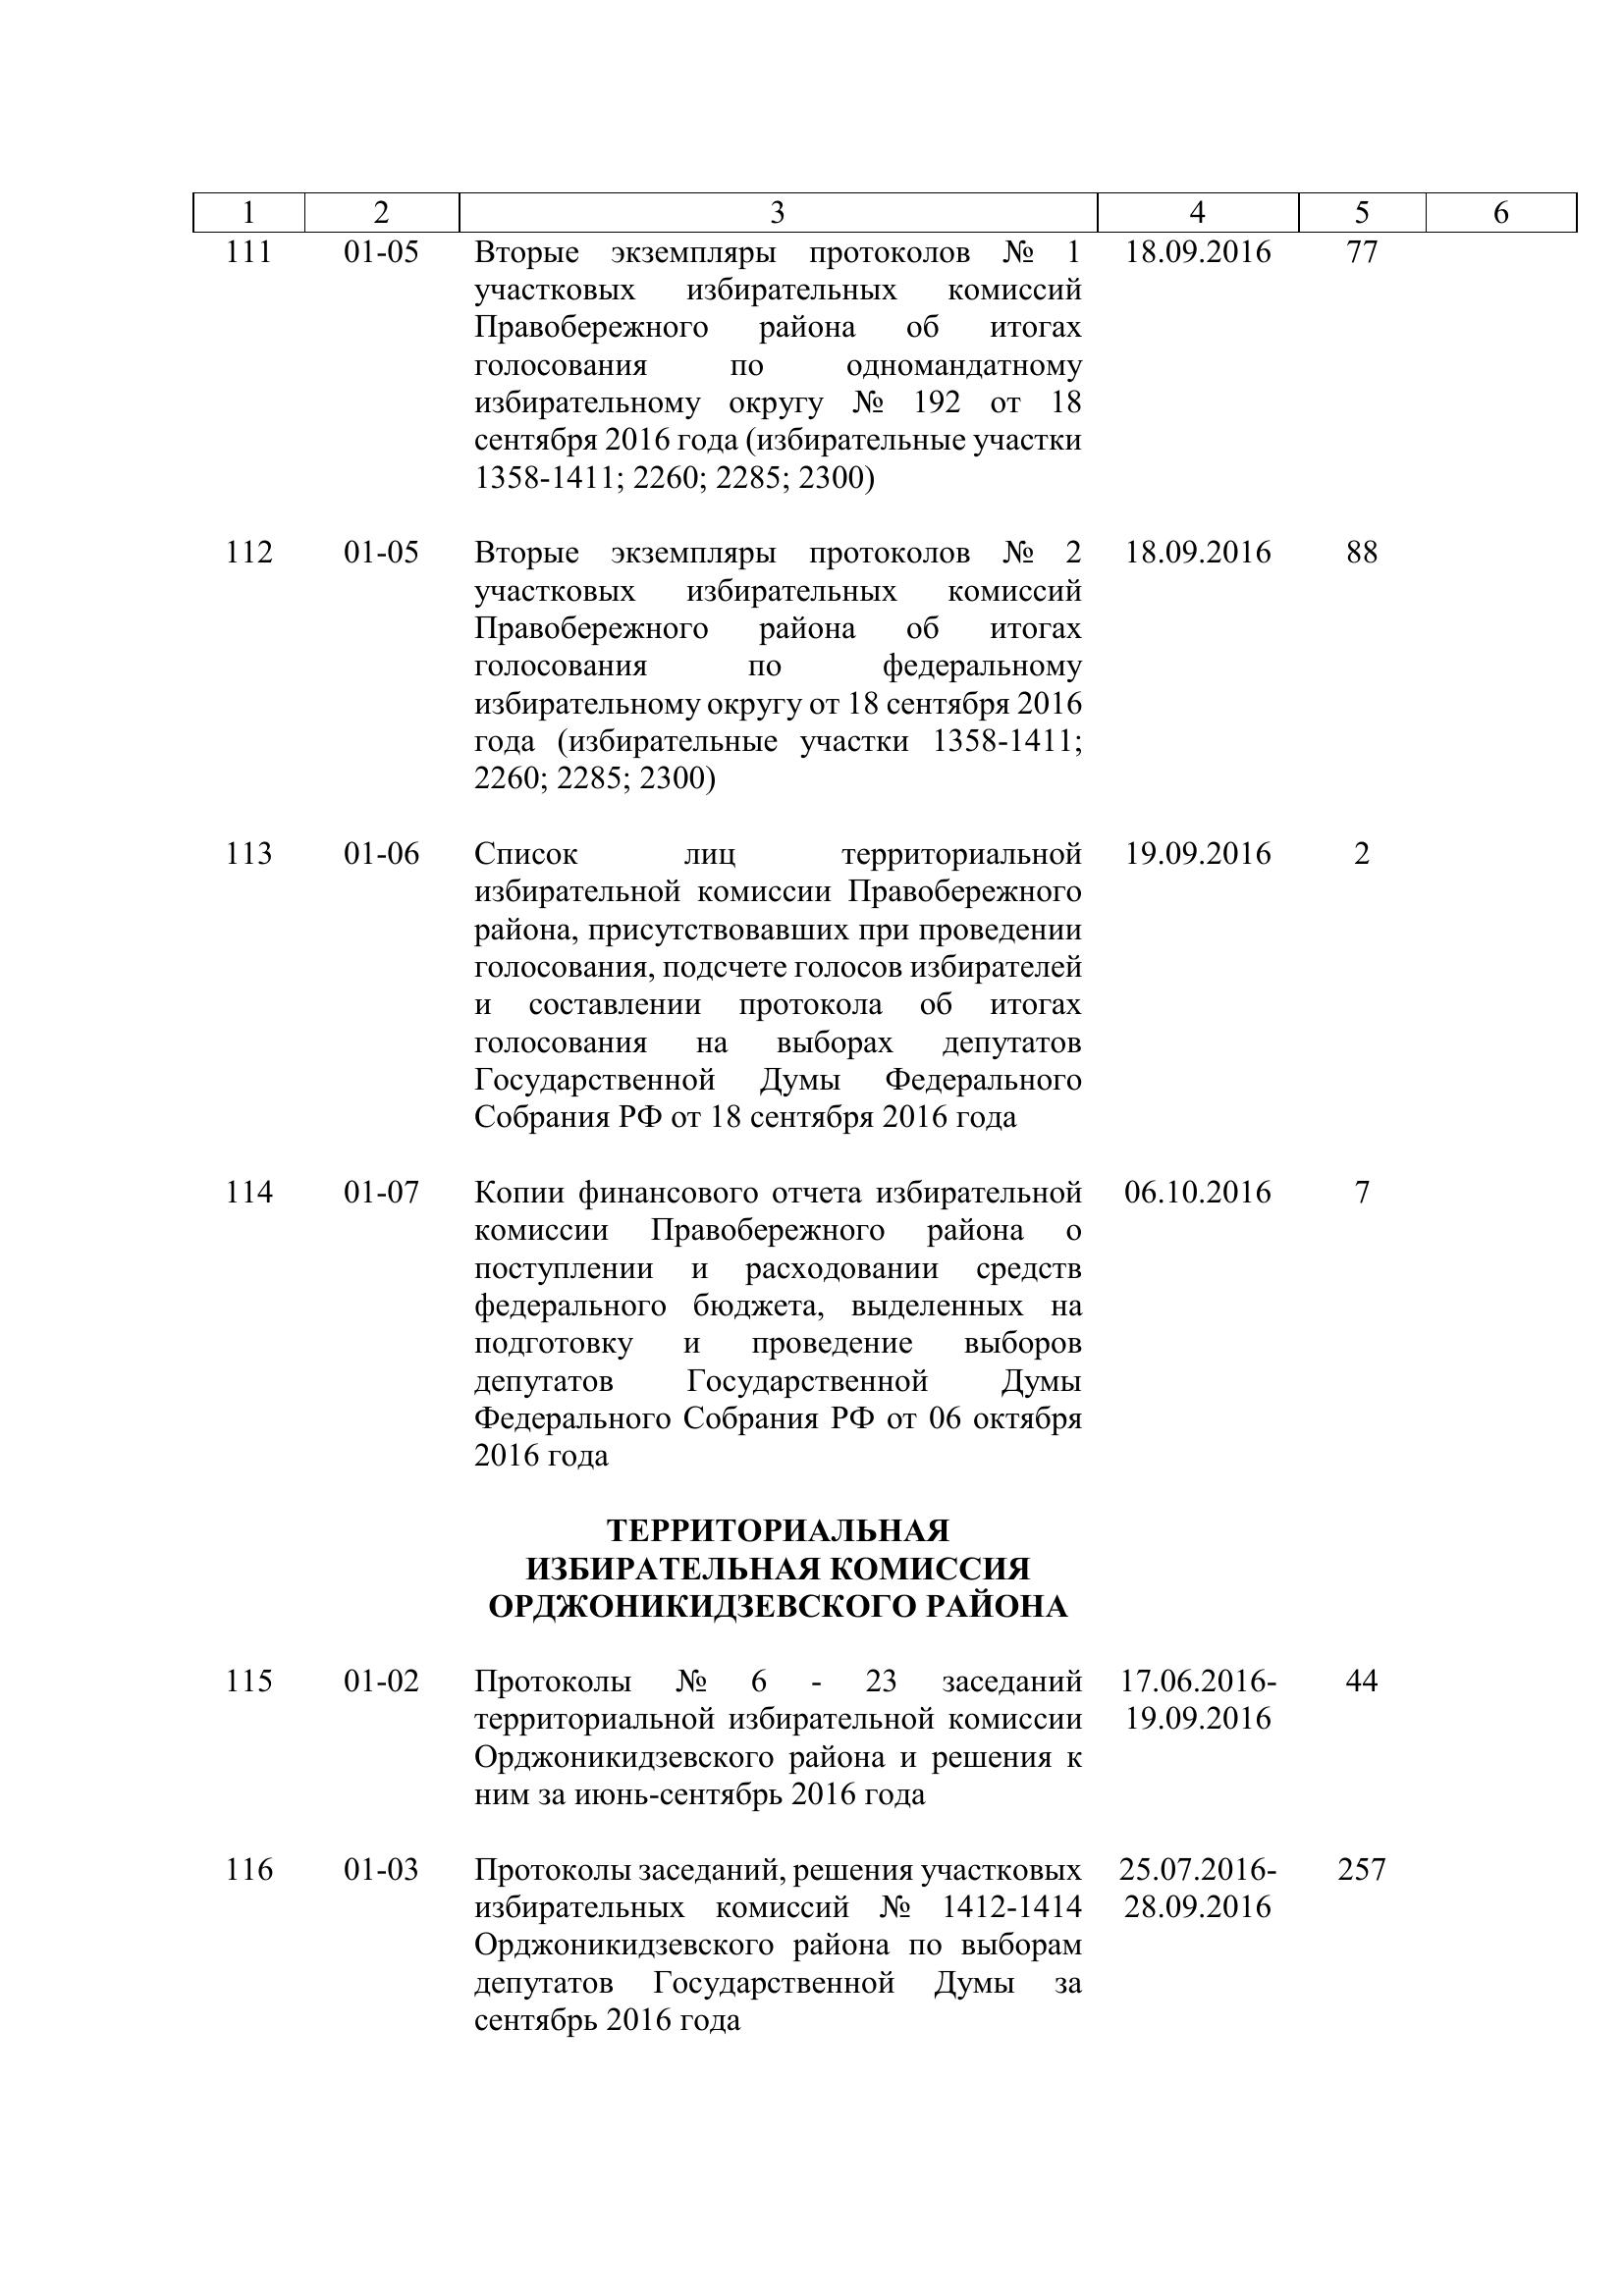 1 2 3 4 5 6
111 01-05 Вторые экземпляры протоколов № 1 18.09.2016 77
участковых избирательных комиссий
Правобережного района об итогах
голосования по одномандатному
избирательному округу № 192 от 18
сентября 2016 года (избирательные участки
1358-1411; 2260; 2285; 2300)
112 01-05 Вторые экземпляры протоколов № 2 18.09.2016 88
участковых избирательных комиссий
Правобережного района об итогах
голосования по федеральному
избирательному округу от 18 сентября 2016
года (избирательные участки 1358-1411;
2260; 2285; 2300)
113 01-06 Список лиц территориальной 19.09.2016 2
избирательной комиссии Правобережного
района, присутствовавших при проведении
голосования, подсчете голосов избирателей
и составлении протокола об итогах
голосования на выборах депутатов
Государственной Думы Федерального
Собрания РФ от 18 сентября 2016 года
114 01-07 Копии финансового отчета избирательной 06.10.2016 7
комиссии Правобережного района о
поступлении и расходовании средств
федерального бюджета, выделенных на
подготовку и проведение выборов
депутатов Государственной Думы
Федерального Собрания РФ от 06 октября
2016 года
ТЕРРИТОРИАЛЬНАЯ
ИЗБИРАТЕЛЬНАЯ КОМИССИЯ
ОРДЖОНИКИДЗЕВСКОГО РАЙОНА
115 01-02 Протоколы № 6 - 23 заседаний 17.06.2016- 44
территориальной избирательной комиссии 19.09.2016
Орджоникидзевского района и решения к
ним за июнь-сентябрь 2016 года
116 01-03 Протоколы заседаний, решения участковых 25.07.2016- 257
избирательных комиссий № 1412-1414 28.09.2016
Орджоникидзевского района по выборам
депутатов Государственной Думы за
сентябрь 2016 года